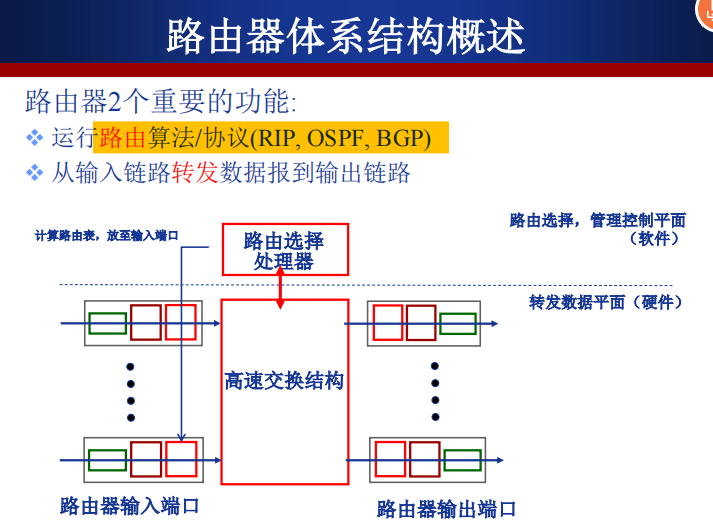 路由器体系结构概述
路由器2个重要的功能:
运行路由算法/协议(RIP, OSPF, BGP)
从输入链路转发数据报到输出链路
计算路由表，放至输入端口
路由选择
处理器
路由选择，管理控制平面
（软件）
转发数据平面（硬件）
高速交换结构
路由器输入端口
路由器输出端口